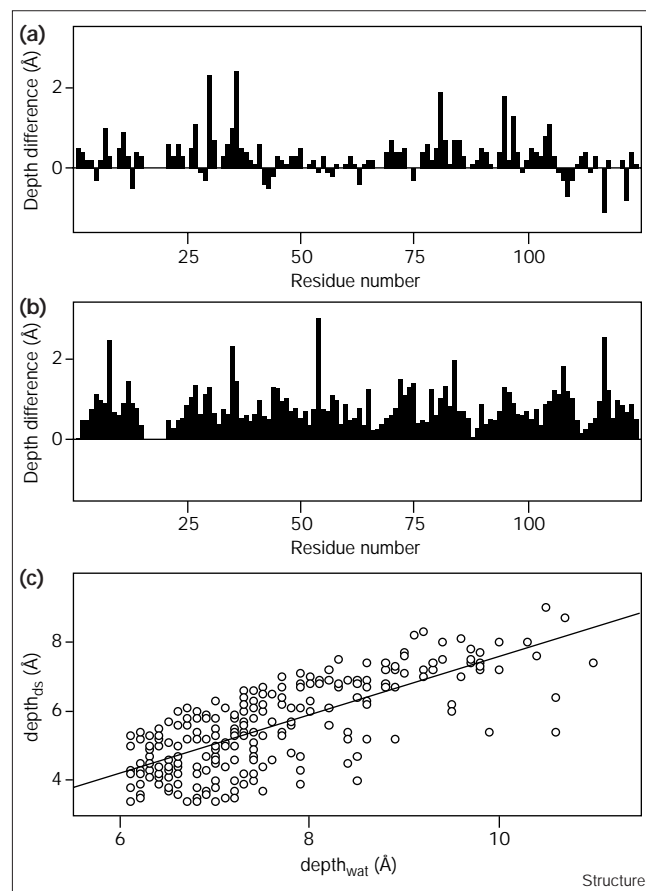 (a)
Depth difference (Å)
2
0
25 50 75 100
Residue number
(b)
Depth difference (Å)
2
0
25 50 75 100
Residue number
(c)
depth_ds (Å)
8
6
4
6 8 10
depth_wat (Å)
Structure